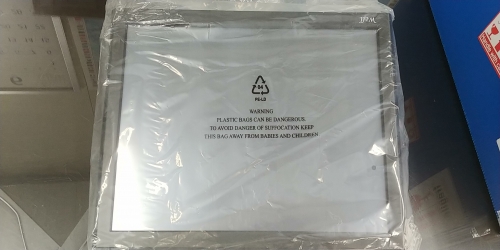 IBM
04
PE-LD
WARNING
PLASTIC BAGS CAN BE DANGEROUS.
TO AVOID DANGER OF SUFFOCATION KEEP
THIS BAG AWAY FROM BABIES AND CHILDREN